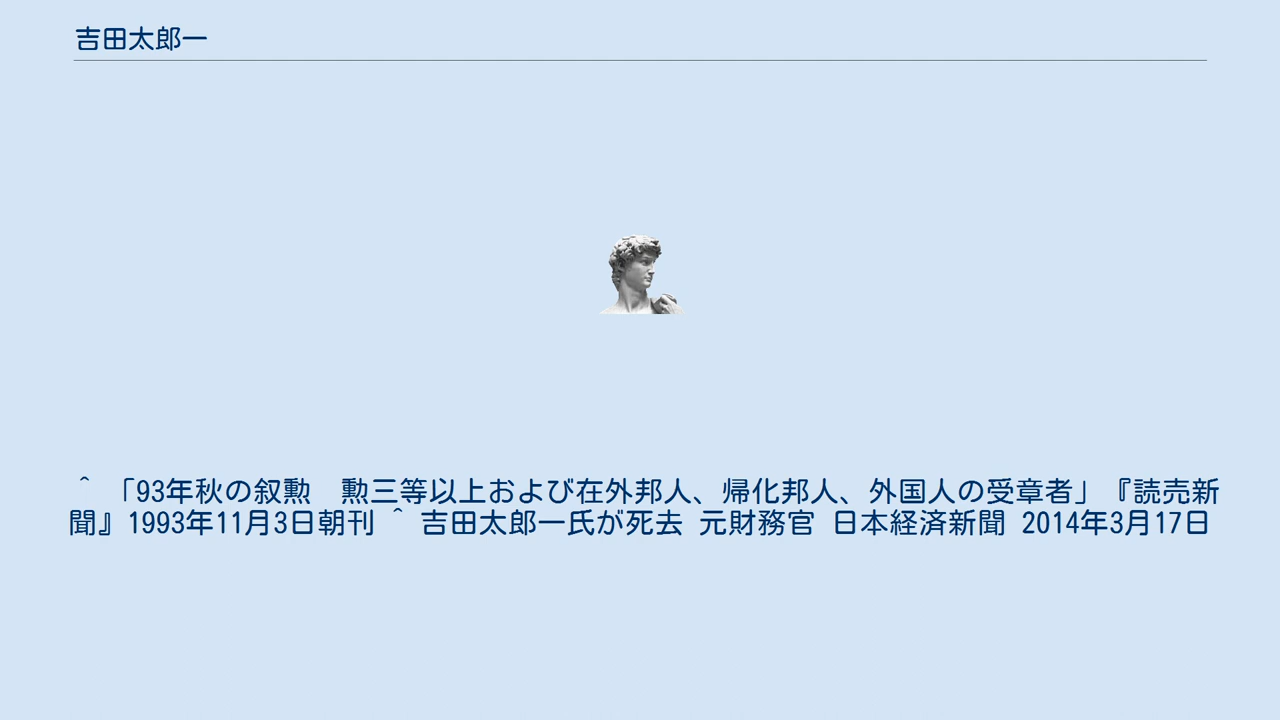 吉田太郎一
^ 「93年秋の叙勲　勲三等以上および在外邦人、帰化邦人、外国人の受章者」『読売新
聞』1993年11月3日朝刊 ^ 吉田太郎一氏が死去 元財務官 日本経済新聞 2014年3月17日